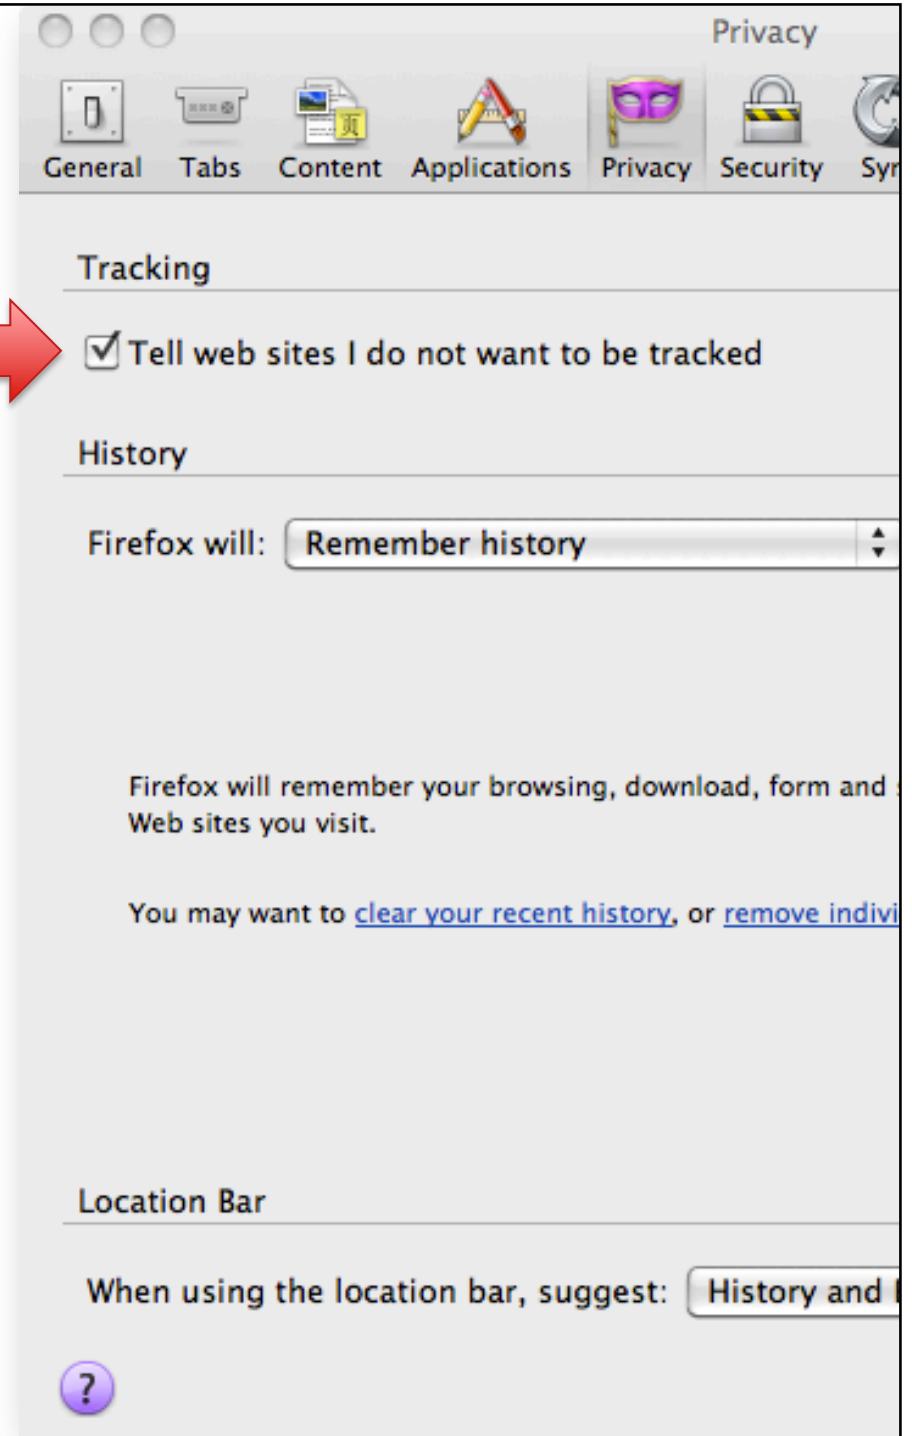 Privacy
General Tabs Content Applications Privacy Security
Tracking
Tell web sites I do not want to be tracked
History
Firefox will: Remember history
Firefox will remember your browsing, download, form and
Web sites you visit.
You may want to clear your recent history, or remove
Location Bar
When using the location bar, suggest: History and
?